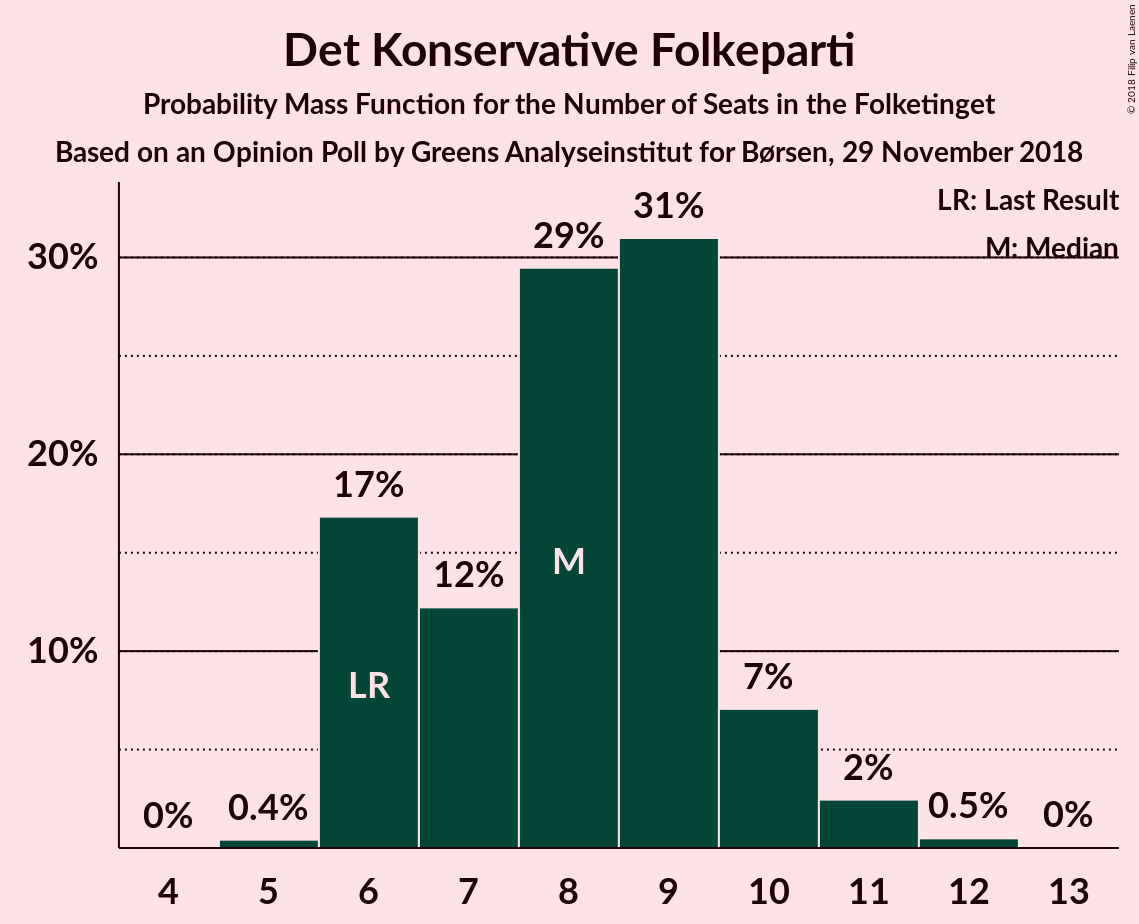 Det Konservative Folkeparti
Probability Mass Function for the Number of Seats in the Folketinget
Based on an Opinion Poll by Greens Analyseinstitut for Børsen, 29 November 2018
© 2018 Filip van Laenen
LR: Last Result
M: Median
31%
29%
30%
20%
17%
12%
M
10%
LR
7%
2%
0%
0.4%
0.5%
0%
4 5 6 7 8 9 10 11 12 13